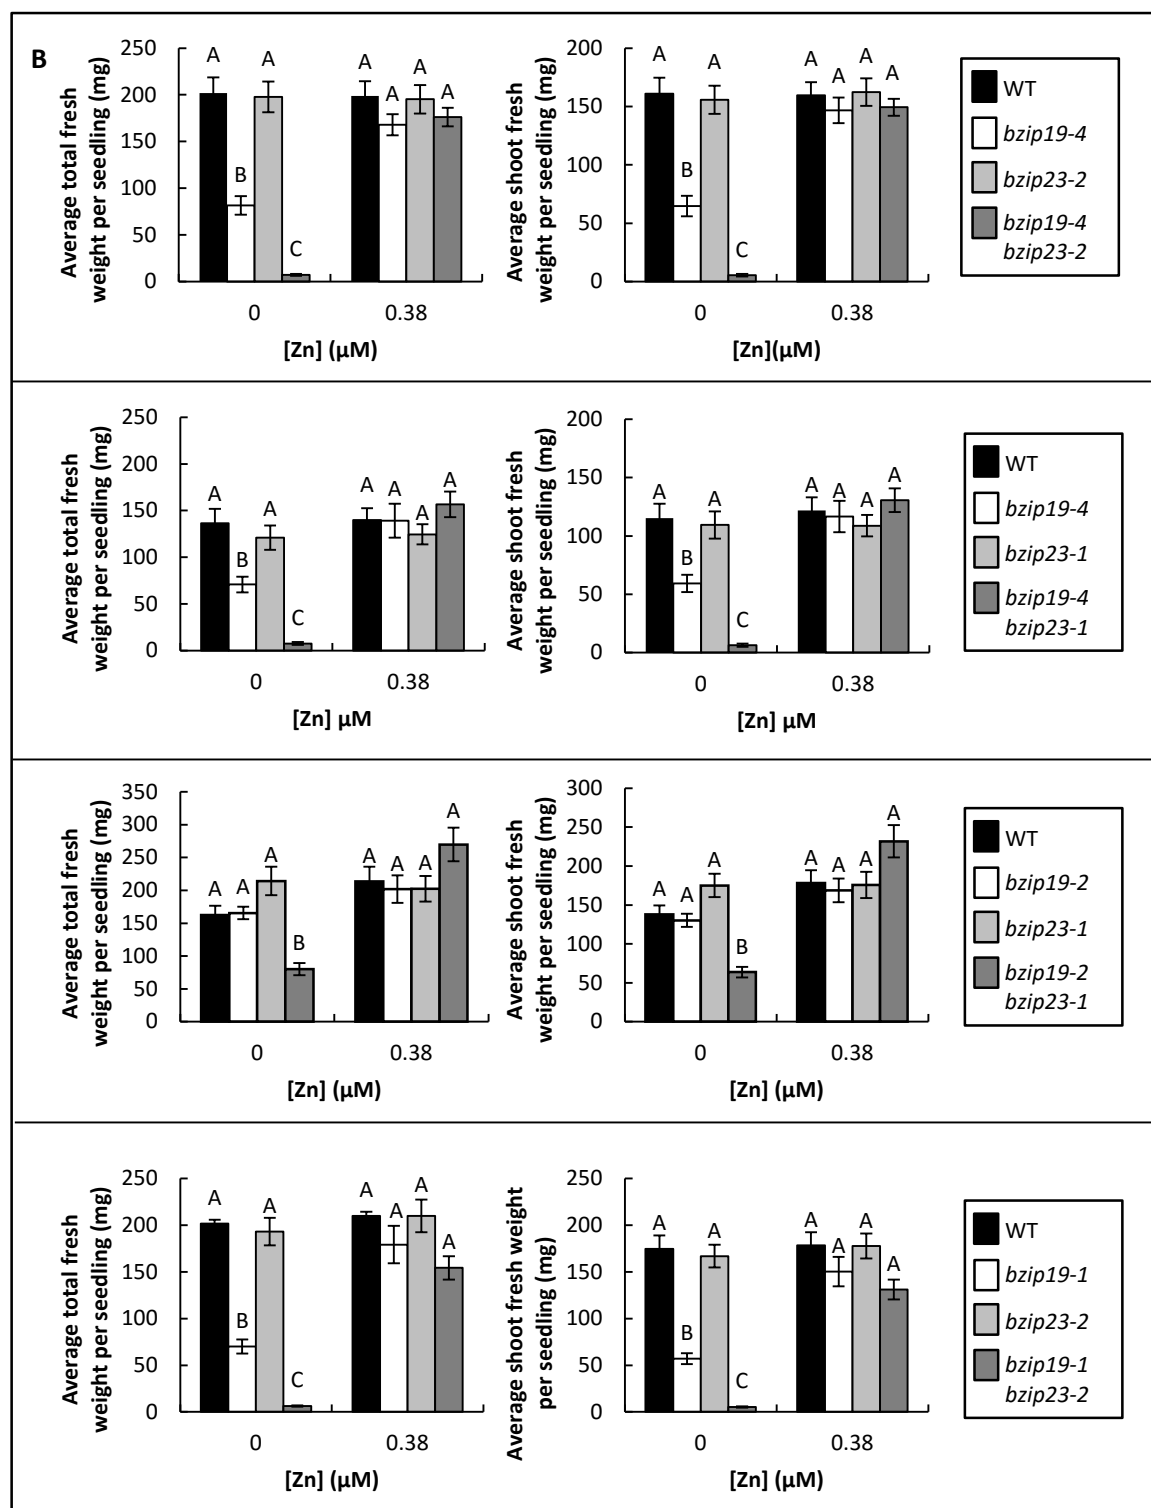 B
Average total fresh
weight per seedling (mg)
250
200
150
100
50
0
A
B
A
C
A
A
A
A
0
0.38
[Zn] (µM)
Average shoot fresh
weight per seedling (mg)
200
150
100
50
0
A
B
A
C
A
A
A
A
0
0.38
[Zn](µM)
WT
bzip19-4
bzip23-2
bzip19-4
bzip23-2
Average total fresh
weight per seedling (mg)
250
200
150
100
50
0
A
B
A
C
A
A
A
A
0
0.38
[Zn] µM
Average shoot fresh
weight per seedling (mg)
200
150
100
50
0
A
B
A
C
A
A
A
A
0
0.38
[Zn] µM
WT
bzip19-4
bzip23-1
bzip19-4
bzip23-1
Average total fresh
weight per seedling (mg)
350
300
250
200
150
100
50
0
A
A
A
B
A
A
A
A
0
0.38
[Zn] (µM)
Average shoot fresh
weight per seedling (mg)
300
250
200
150
100
50
0
A
A
A
B
A
A
A
A
0
0.38
[Zn] (µM)
WT
bzip19-2
bzip23-1
bzip19-2
bzip23-1
Average total fresh
weight per seedling (mg)
250
200
150
100
50
0
A
B
A
C
A
A
A
A
0
0.38
[Zn] (µM)
Average shoot fresh weight
per seedling (mg)
250
200
150
100
50
0
A
B
A
C
A
A
A
A
0
0.38
[Zn] (µM)
WT
bzip19-1
bzip23-2
bzip19-1
bzip23-2